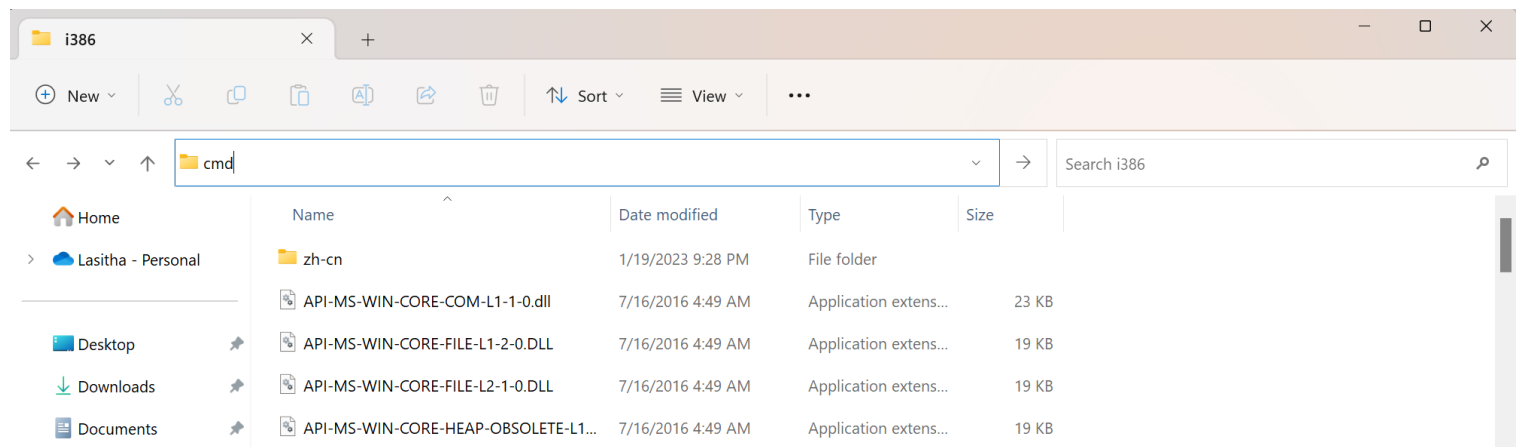 i386
New Sort View
cmd Search i386
Home Name Date modified Type Size
Lasitha - Personal zh-cn 1/19/2023 9:28 PM File folder
API-MS-WIN-CORE-COM-L1-1-0.dll 7/16/2016 4:49 AM Application extens... 23 KB
Desktop API-MS-WIN-CORE-FILE-L1-2-0.DLL 7/16/2016 4:49 AM Application extens... 19 KB
Downloads API-MS-WIN-CORE-FILE-L2-1-0.DLL 7/16/2016 4:49 AM Application extens... 19 KB
Documents API-MS-WIN-CORE-HEAP-OBSOLETE-L1... 7/16/2016 4:49 AM Application extens... 19 KB